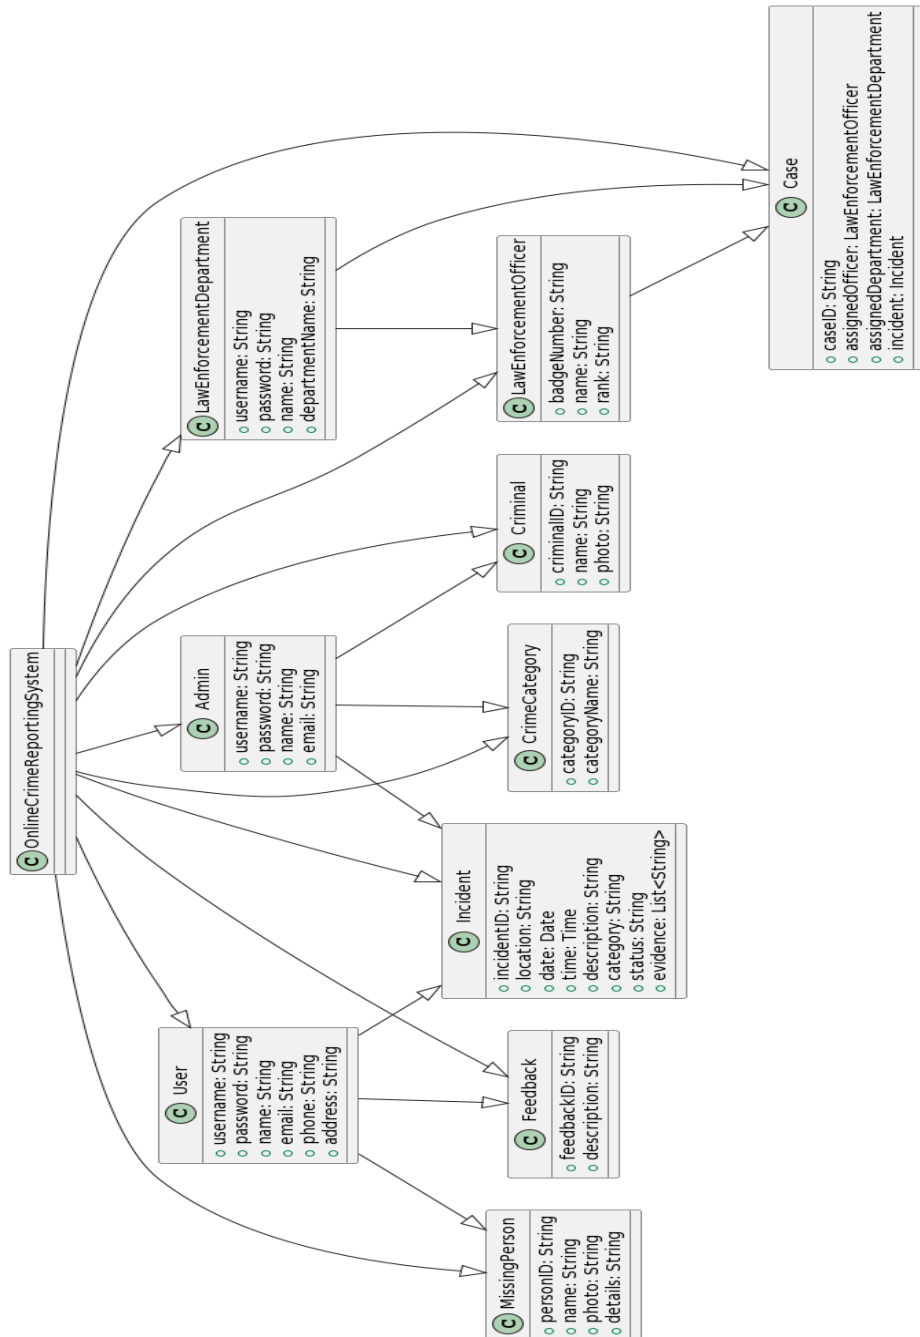 C OnlineCrimeReportingSystem
C User
username: String
password: String
name: String
email: String
phone: String
address: String
C Admin
username: String
password: String
name: String
email: String
C LawEnforcementDepartment
username: String
password: String
name: String
departmentName: String
C MissingPerson
personID: String
name: String
photo: String
details: String
C Feedback
feedbackID: String
description: String
C Incident
incidentID: String
location: String
date: Date
time: Time
description: String
category: String
status: String
evidence: List<String>
C CrimeCategory
categoryID: String
categoryName: String
C Criminal
criminalID: String
name: String
photo: String
C LawEnforcementOfficer
badgeNumber: String
name: String
rank: String
C Case
caseID: String
assignedOfficer: LawEnforcementOfficer
assignedDepartment: LawEnforcementDepartment
incident: Incident